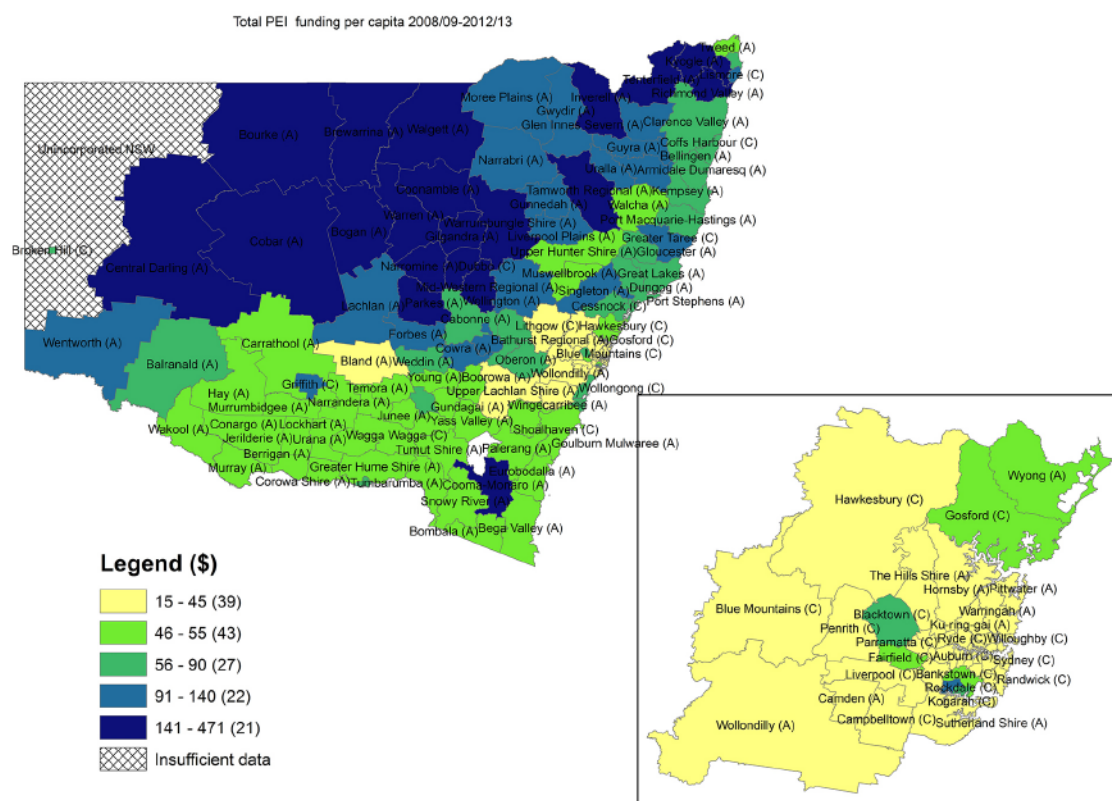 Total PEI funding per capita 2008/09-2012/13
Tweed (A)
Kyogle (A)
Lismore (C)
Tenterfield (A)
Richmond Valley (A)
Moree Plains (A)
Inverell (A)
Gwydir (A)
Glen Innes Severn (A)
Clarence Valley (A)
Bourke (A)
Brewarrina (A)
Walgett (A)
Coffs Harbour (C)
Unincorporated NSW
Guyra (A)
Bellingen (A)
Narrabri (A)
Uralla (A)
Armidale Dumaresq (A)
Coonamble (A)
Tamworth Regional (A)
Kempsey (A)
Gunnedah (A)
Walcha (A)
Warren (A)
Warrumbungle Shire (A)
Port Macquarie-Hastings (A)
Bogan (A)
Gilgandra (A)
Liverpool Plains (A)
Greater Taree (C)
Broken Hill (C)
Cobar (A)
Upper Hunter Shire (A)
Gloucester (A)
Central Darling (A)
Narromine (A)
Dubbo (C)
Muswellbrook (A)
Great Lakes (A)
Mid-Western Regional (A)
Singleton (A)
Dungog (A)
Lachlan (A)
Parkes (A)
Wellington (A)
Cessnock (C)
Port Stephens (A)
Cabonne (A)
Lithgow (C)
Hawkesbury (C)
Wentworth (A)
Carrathool (A)
Forbes (A)
Bathurst Regional (A)
Gosford (C)
Cowra (A)
Blue Mountains (C)
Balranald (A)
Bland (A)
Weddin (A)
Oberon (A)
Wollondilly (A)
Griffith (C)
Young (A)
Boorowa (A)
Hay (A)
Temora (A)
Upper Lachlan Shire (A)
Wollongong (C)
Murrumbidgee (A)
Narrandera (A)
Gundagai (A)
Wingecarribee (A)
Wakool (A)
Conargo (A)
Lockhart (A)
Junee (A)
Yass Valley (A)
Shoalhaven (C)
Jerilderie (A)
Urana (A)
Wagga Wagga (C)
Goulburn Mulwaree (A)
Berrigan (A)
Tumut Shire (A)
Palerang (A)
Murray (A)
Greater Hume Shire (A)
Eurobodalla (A)
Corowa Shire (A)
Tumbarumba (A)
Cooma-Monaro (A)
Snowy River (A)
Bombala (A)
Bega Valley (A)
Legend ($)
15 - 45 (39)
46 - 55 (43)
56 - 90 (27)
91 - 140 (22)
141 - 471 (21)
Insufficient data
Wyong (A)
Hawkesbury (C)
Gosford (C)
The Hills Shire (A)
Hornsby (A)
Pittwater (A)
Blue Mountains (C)
Blacktown (C)
Warringah (A)
Penrith (C)
Ku-ring-gai (A)
Parramatta (C)
Ryde (C)
Willoughby (C)
Fairfield (C)
Auburn (C)
Sydney (C)
Liverpool (C)
Bankstown (C)
Randwick (C)
Rockdale (C)
Camden (A)
Kogarah (C)
Wollondilly (A)
Campbelltown (C)
Sutherland Shire (A)